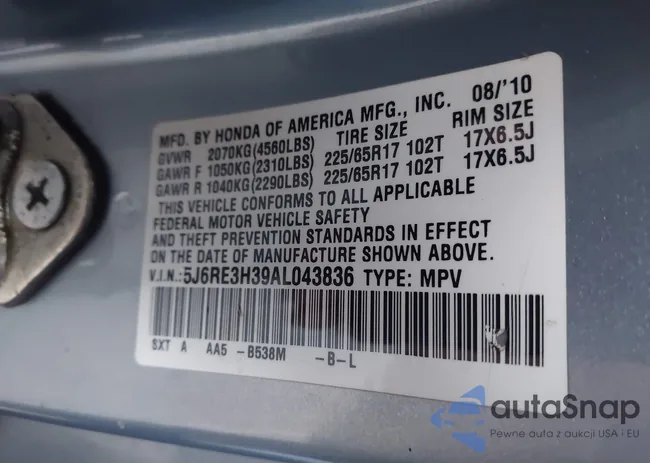 MFD. BY HONDA OF AMERICA MFG., INC. 08/'10
GVWR 2070KG(4560LBS) TIRE SIZE RIM SIZE
GAWR F 1050KG(2310LBS) 225/65R17 102T 17X6.5J
GAWR R 1040KG(2290LBS) 225/65R17 102T 17X6.5J
THIS VEHICLE CONFORMS TO ALL APPLICABLE
FEDERAL MOTOR VEHICLE SAFETY
AND THEFT PREVENTION STANDARDS IN EFFECT
ON THE DATE OF MANUFACTURE SHOWN ABOVE.
V.I.N.: 5J6RE3H39AL043836 TYPE: MPV
SXT A AA5 -B538M -B-L
autaSnap
Pewne auta z aukcji USA i EU